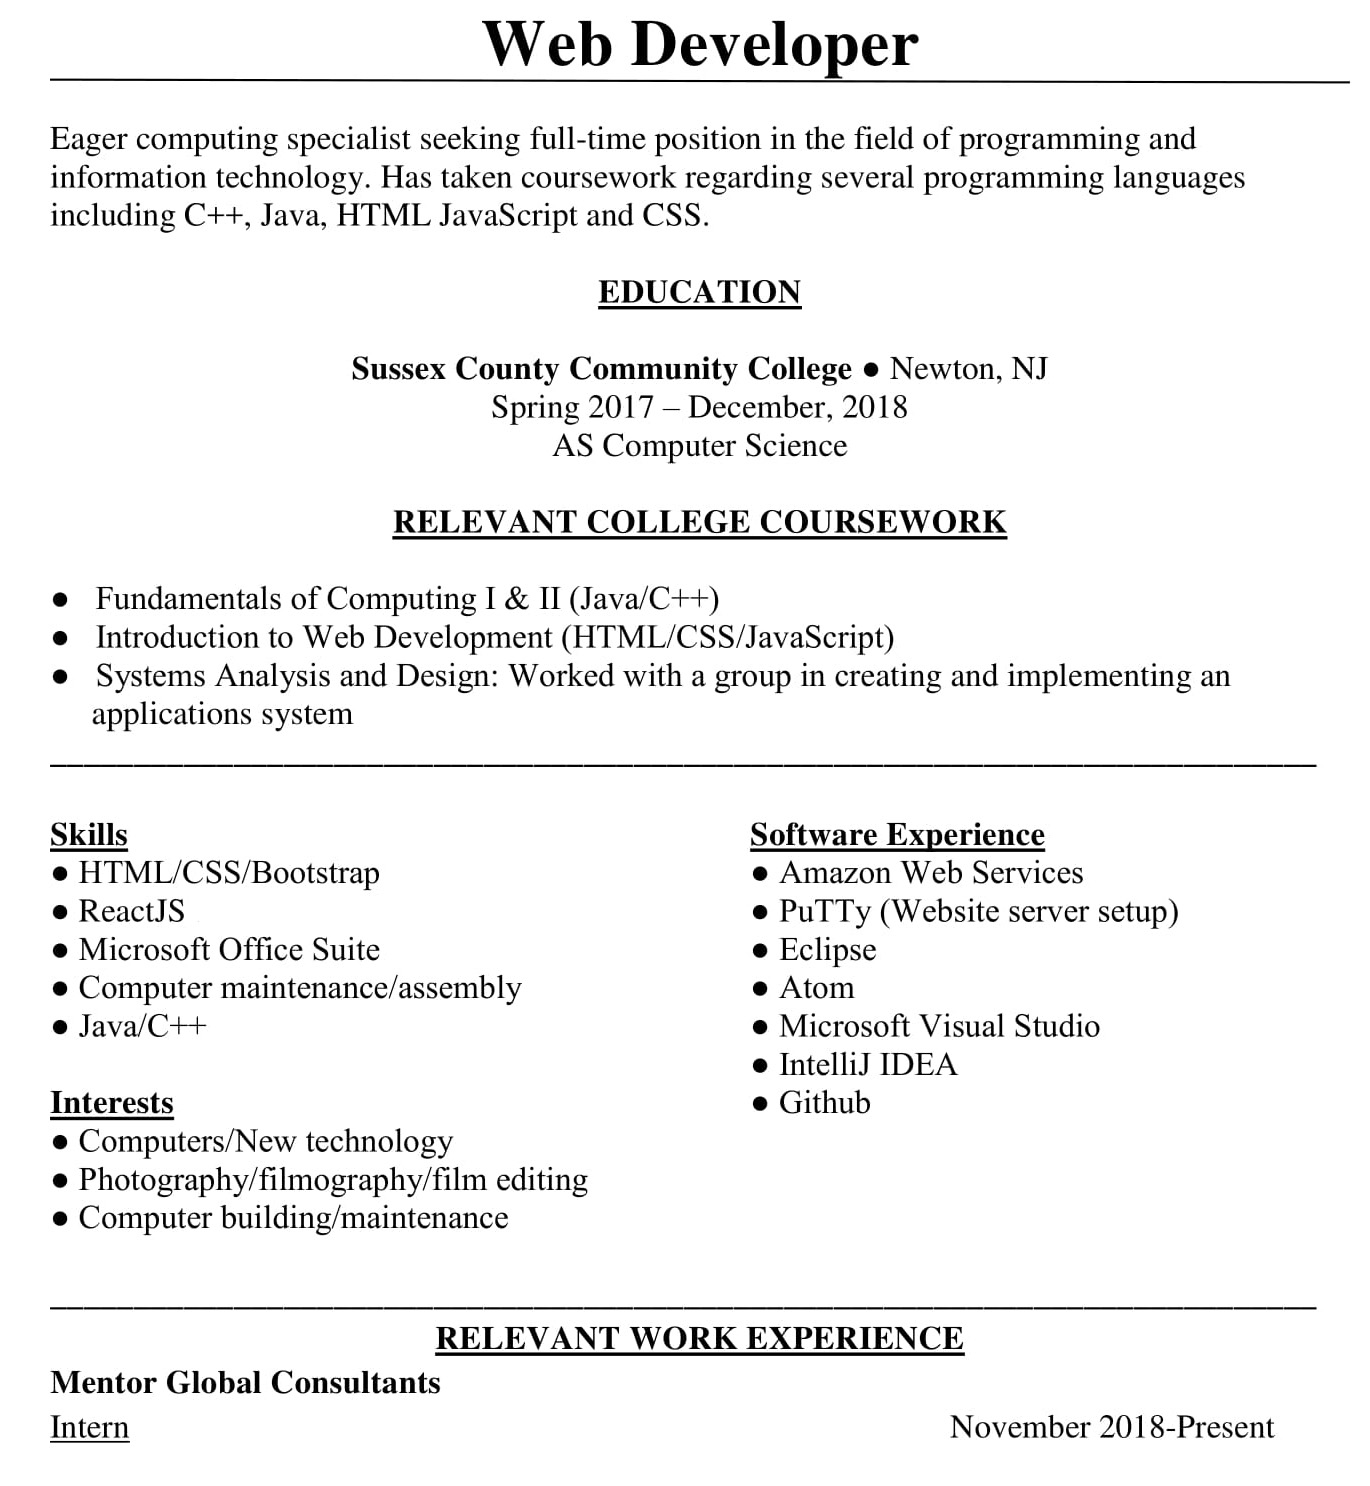 Web Developer
Eager computing specialist seeking full-time position in the field of programming and
information technology. Has taken coursework regarding several programming languages
including C++, Java, HTML JavaScript and CSS.
EDUCATION
Sussex County Community College ● Newton, NJ
Spring 2017 – December, 2018
AS Computer Science
RELEVANT COLLEGE COURSEWORK
● Fundamentals of Computing I & II (Java/C++)
● Introduction to Web Development (HTML/CSS/JavaScript)
● Systems Analysis and Design: Worked with a group in creating and implementing an
applications system
Skills
● HTML/CSS/Bootstrap
● ReactJS
● Microsoft Office Suite
● Computer maintenance/assembly
● Java/C++
Interests
● Computers/New technology
● Photography/filmography/film editing
● Computer building/maintenance
Software Experience
● Amazon Web Services
● PuTTy (Website server setup)
● Eclipse
● Atom
● Microsoft Visual Studio
● IntelliJ IDEA
● Github
RELEVANT WORK EXPERIENCE
Mentor Global Consultants
Intern November 2018-Present